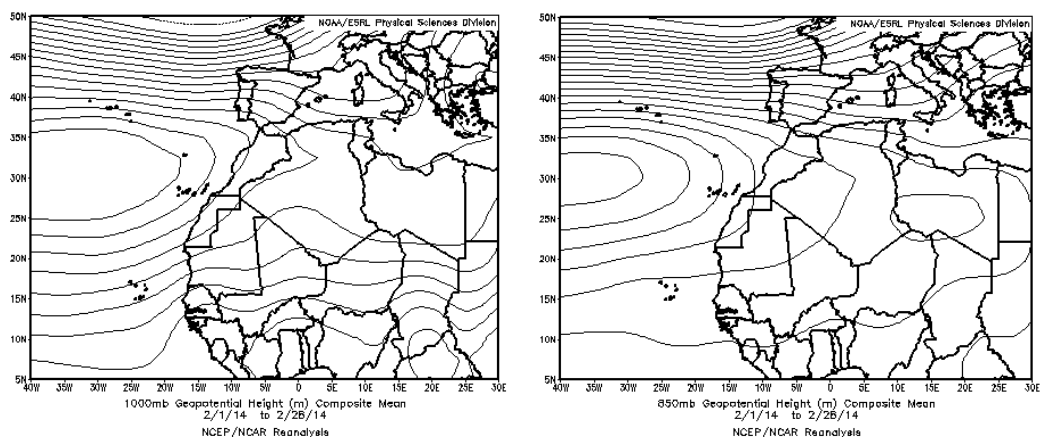 NOAA/ESRL Physical Sciences Division
50N
45N
40N
35N
30N
25N
20N
15N
10N
5N
40W 35W 30W 25W 20W 15W 10W 5W 0 5E 10E 15E 20E 25E 30E
1000mb Geopotential Height (m) Composite Mean
2/1/14 to 2/28/14
NCEP/NCAR Reanalysis
NOAA/ESRL Physical Sciences Division
50N
45N
40N
35N
30N
25N
20N
15N
10N
5N
40W 35W 30W 25W 20W 15W 10W 5W 0 5E 10E 15E 20E 25E 30E
850mb Geopotential Height (m) Composite Mean
2/1/14 to 2/28/14
NCEP/NCAR Reanalysis